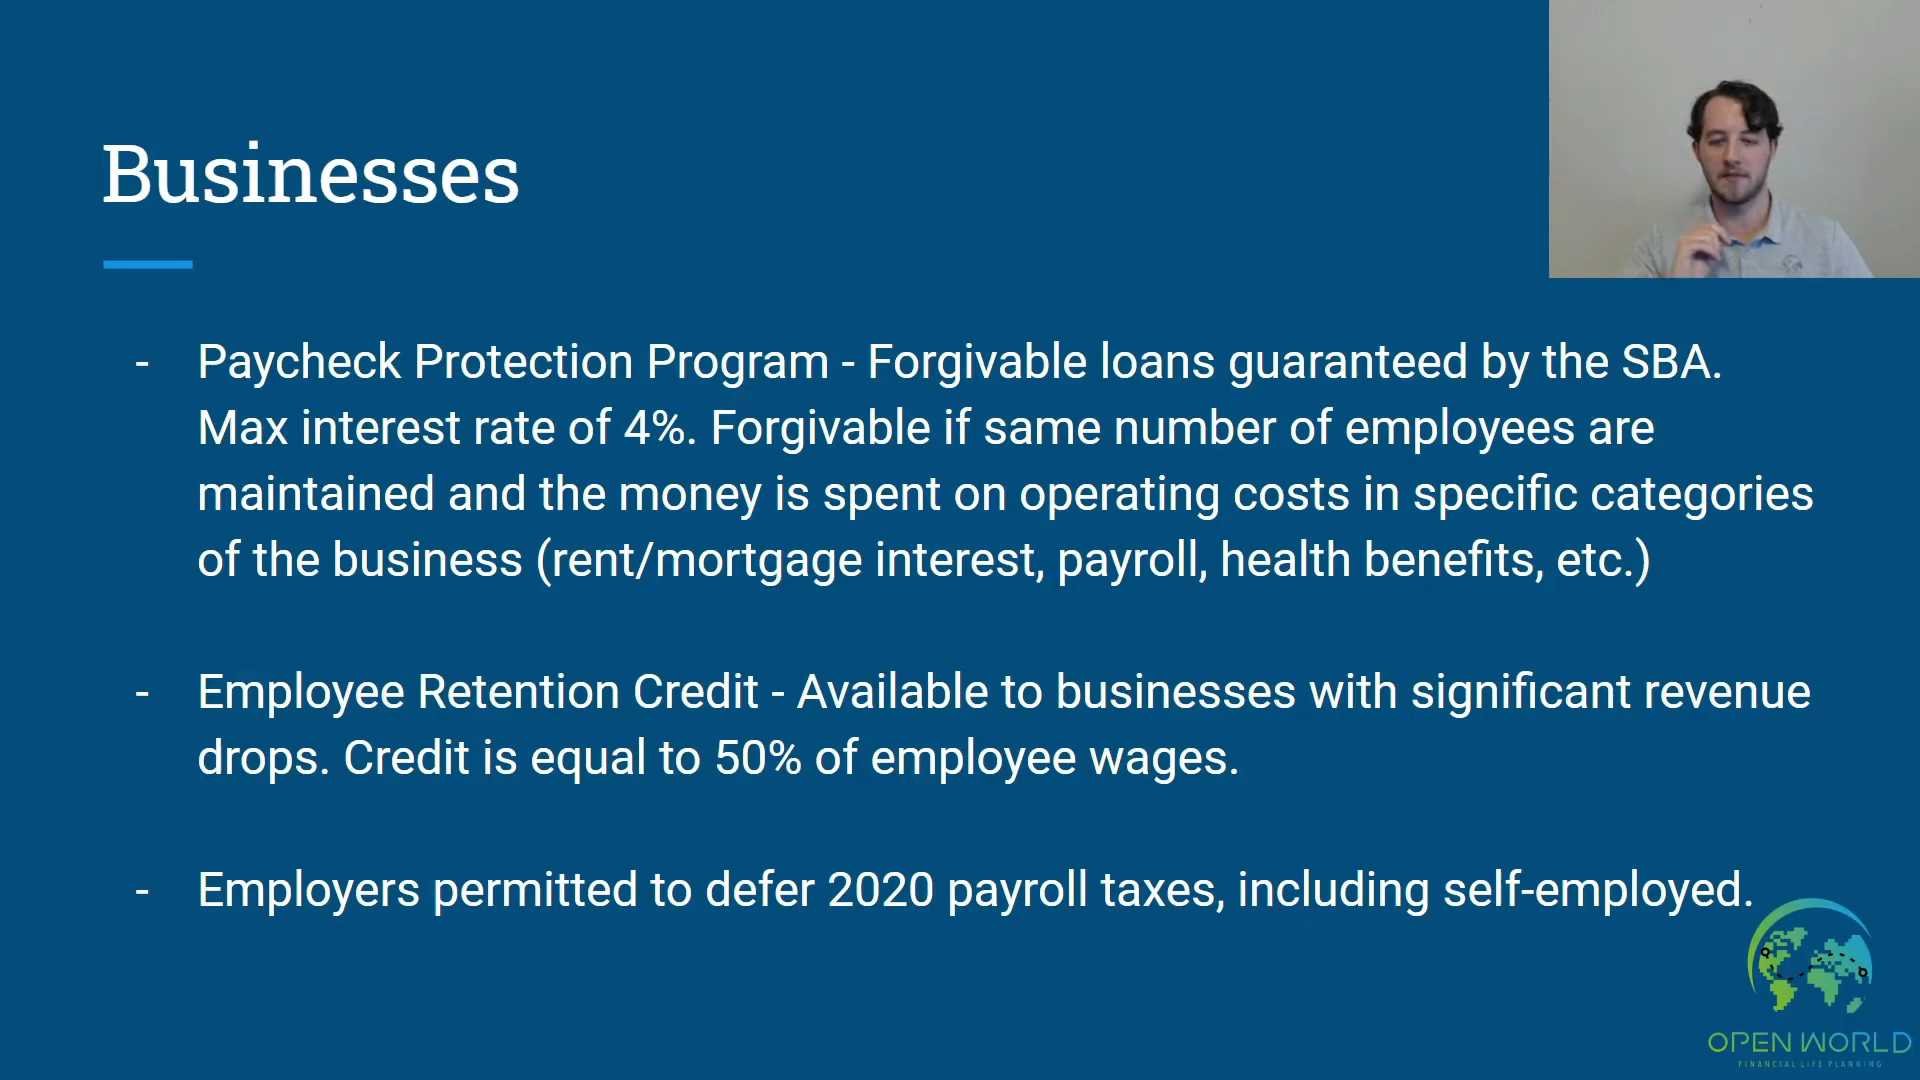 Businesses
- Paycheck Protection Program - Forgivable loans guaranteed by the SBA.
Max interest rate of 4%. Forgivable if same number of employees are
maintained and the money is spent on operating costs in specific categories
of the business (rent/mortgage interest, payroll, health benefits, etc.)
- Employee Retention Credit - Available to businesses with significant revenue
drops. Credit is equal to 50% of employee wages.
- Employers permitted to defer 2020 payroll taxes, including self-employed.
OPEN WORLD
FINANCIAL LIFE PLANNING